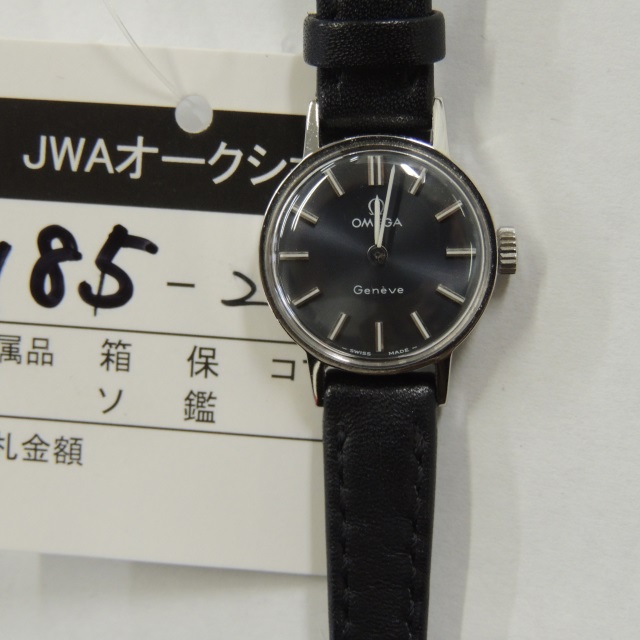 JWAオークショ
185-2
属品 箱 保 コ
ソ 鑑
札金額
OMEGA
Genève
SWISS MADE